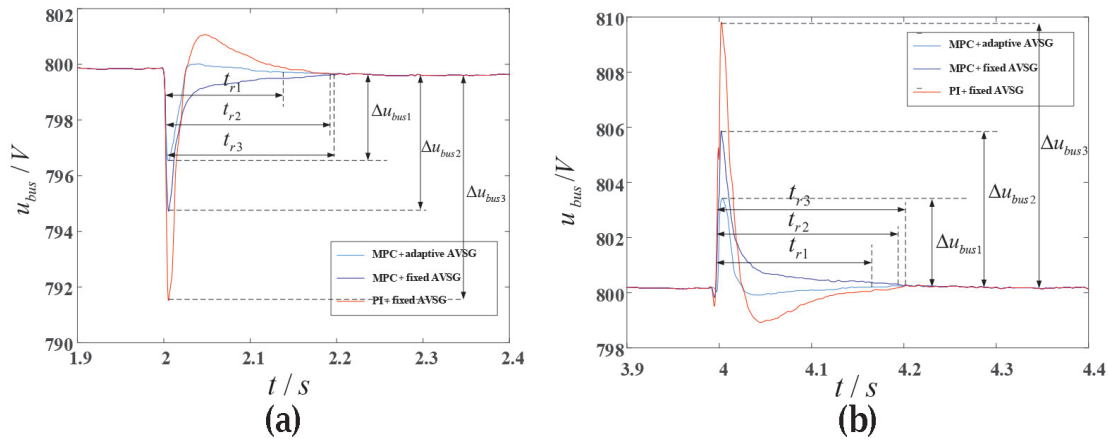 802
800
798
796
794
792
790
1.9
2
2.1
2.2
2.3
2.4
u_bus / V
t / s
t_r1
t_r2
t_r3
Δu_bus1
Δu_bus2
Δu_bus3
MPC+adaptive AVSG
MPC+fixed AVSG
PI+fixed AVSG
(a)
810
808
806
804
802
800
798
3.9
4
4.1
4.2
4.3
4.4
u_bus / V
t / s
MPC+adaptive AVSG
MPC+fixed AVSG
PI+fixed AVSG
t_r3
t_r2
t_r1
Δu_bus3
Δu_bus2
Δu_bus1
(b)